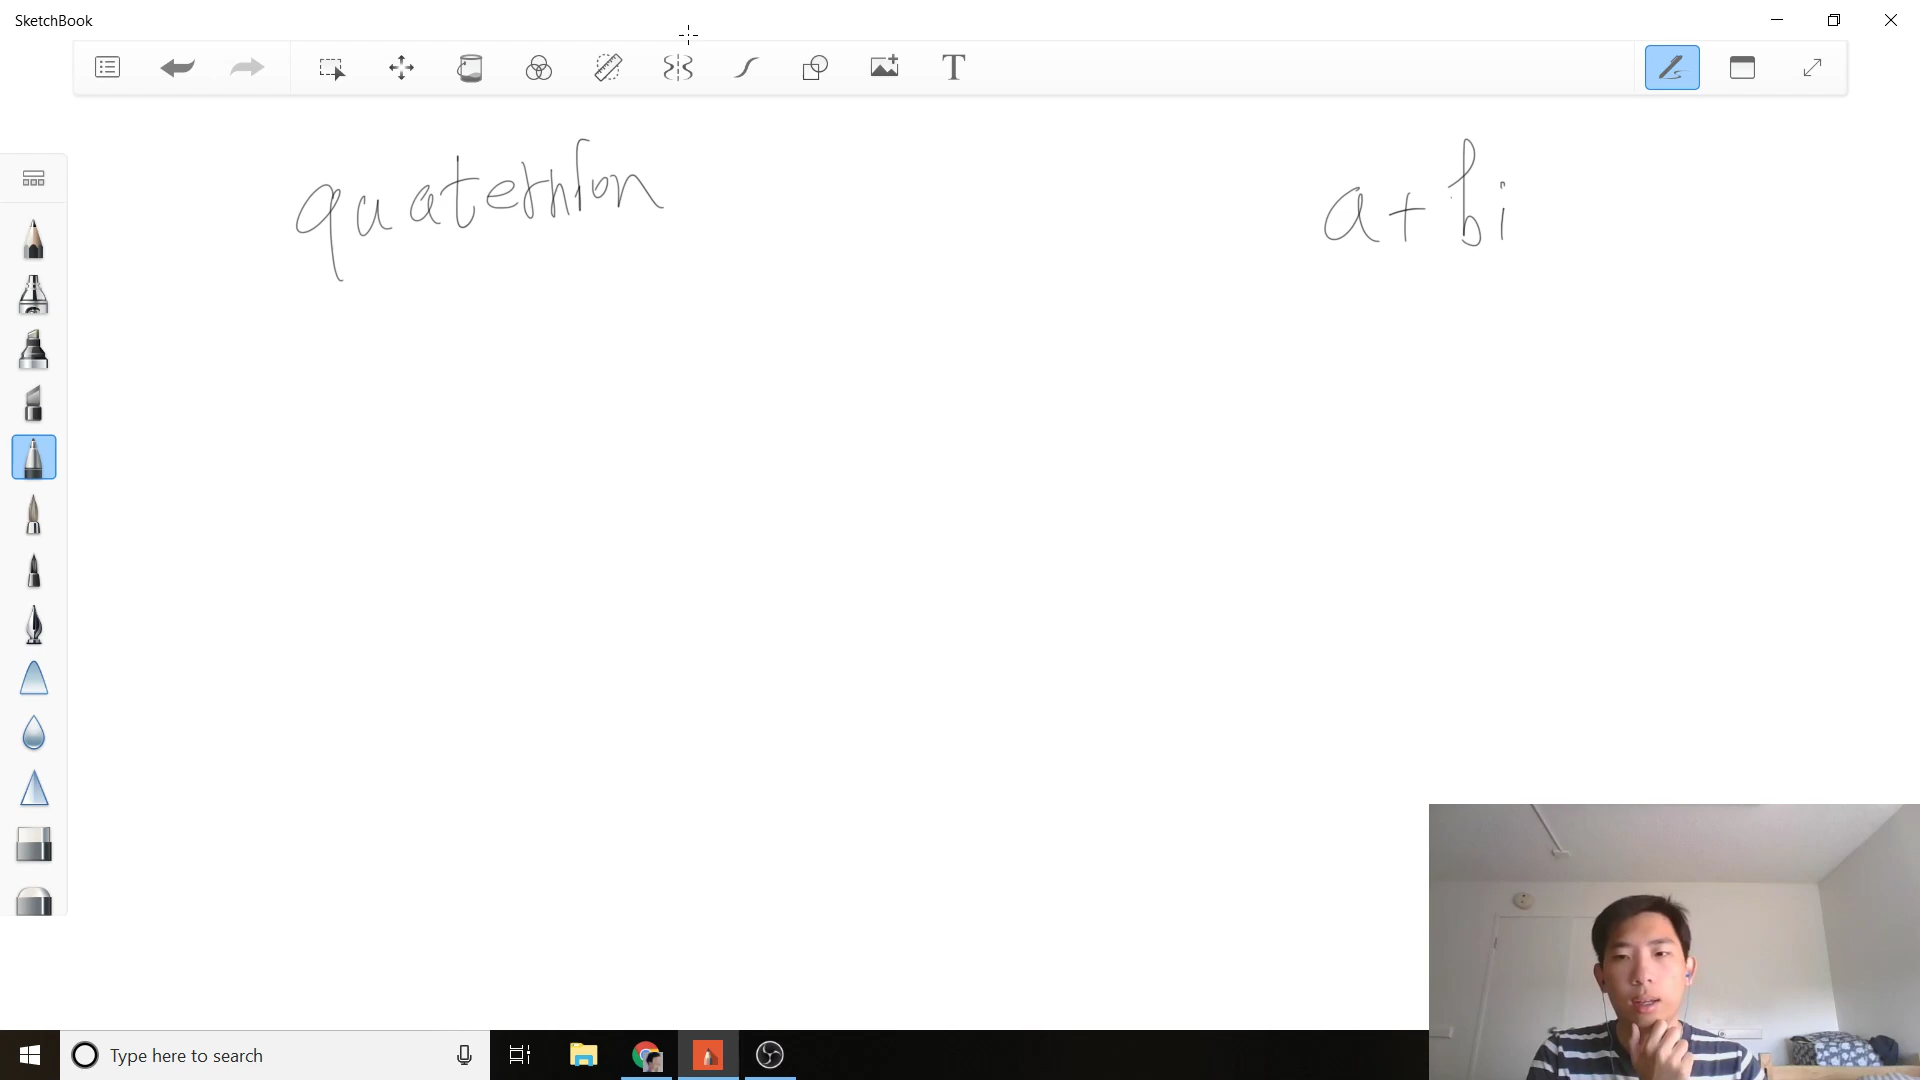 SketchBook
T
quaternion
a + bi
Type here to search